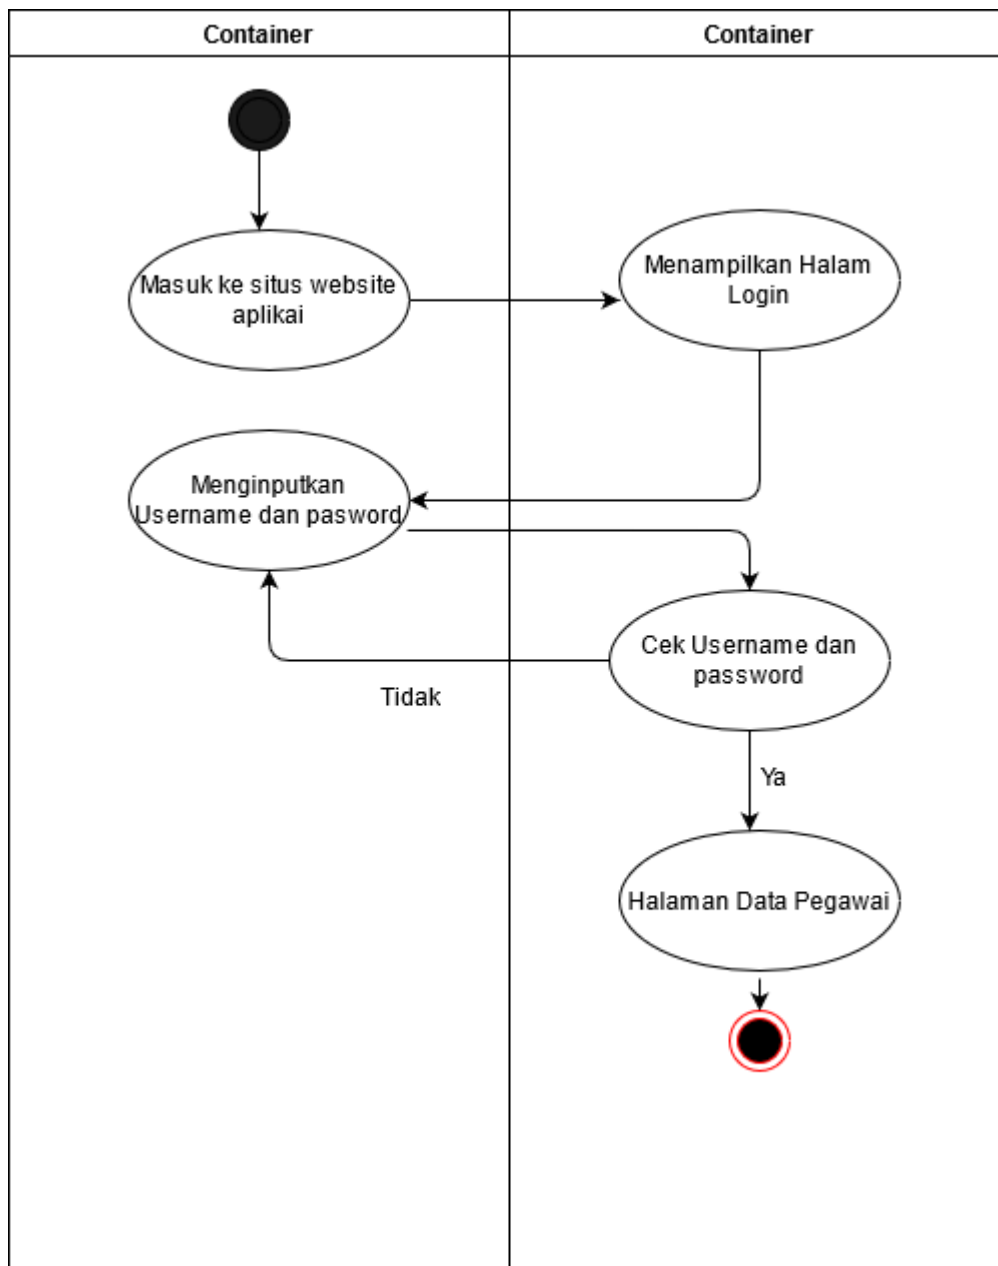 Container
Container
Masuk ke situs website
aplikai
Menampilkan Halam
Login
Menginputkan
Username dan pasword
Cek Username dan
password
Tidak
Ya
Halaman Data Pegawai